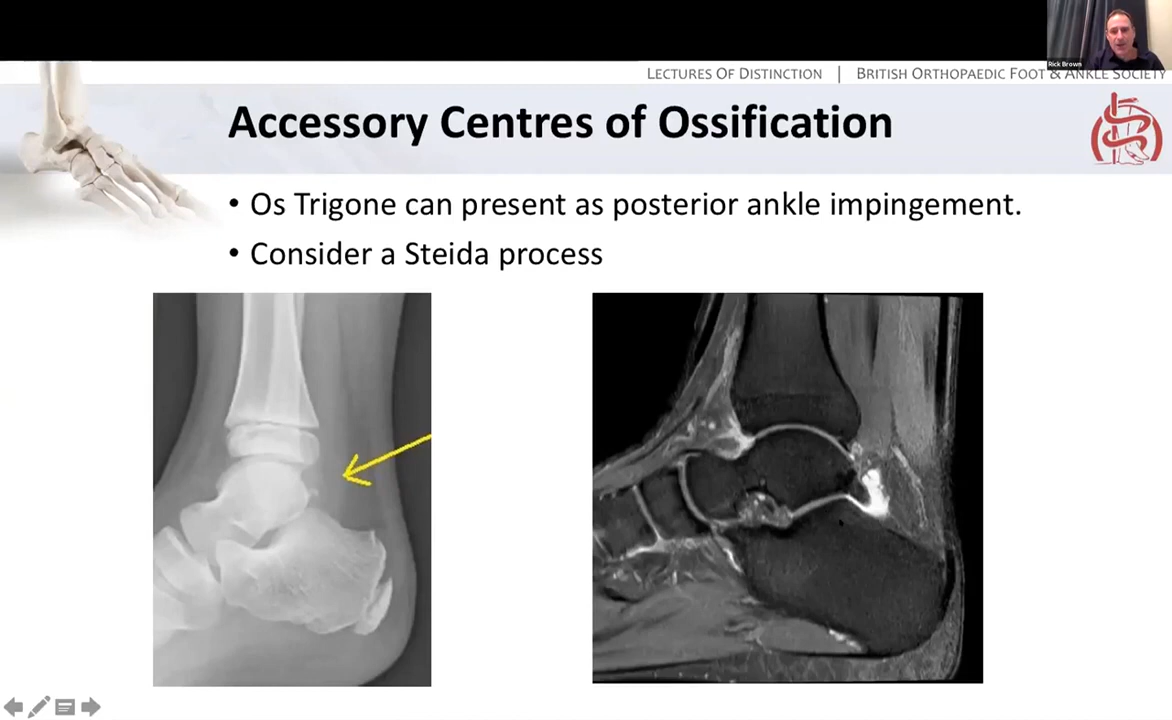 Rick Brown
LECTURES OF DISTINCTION | BRITISH ORTHOPAEDIC FOOT & ANKLE SOCIETY
Accessory Centres of Ossification
• Os Trigone can present as posterior ankle impingement.
• Consider a Steida process